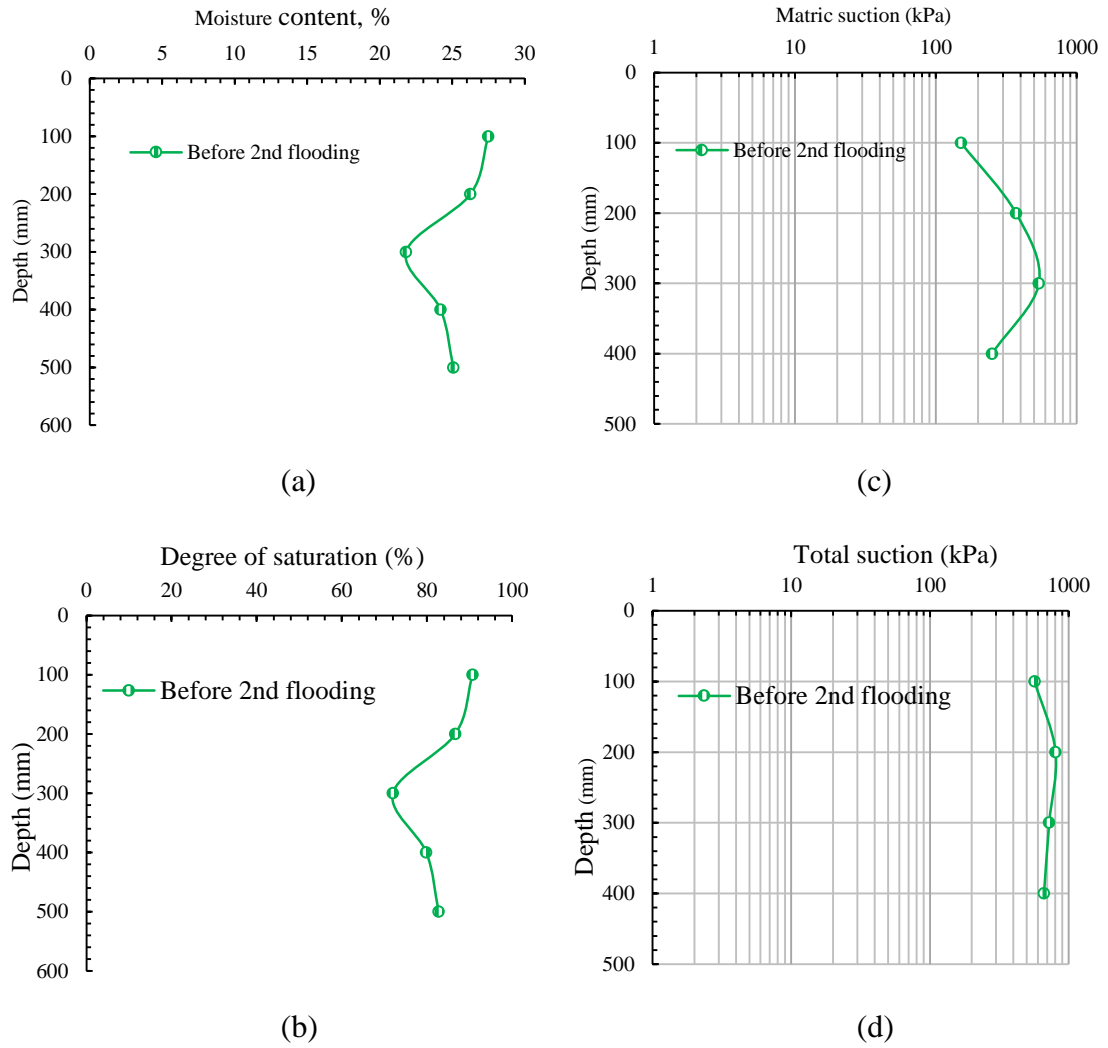 Moisture content, %
0 5 10 15 20 25 30
0
100
200
300
400
500
600
Depth (mm)
Before 2nd flooding
(a)
Matric suction (kPa)
1 10 100 1000
0
100
200
300
400
500
Depth (mm)
Before 2nd flooding
(c)
Degree of saturation (%)
0 20 40 60 80 100
0
100
200
300
400
500
600
Depth (mm)
Before 2nd flooding
(b)
Total suction (kPa)
1 10 100 1000
0
100
200
300
400
500
Depth (mm)
Before 2nd flooding
(d)